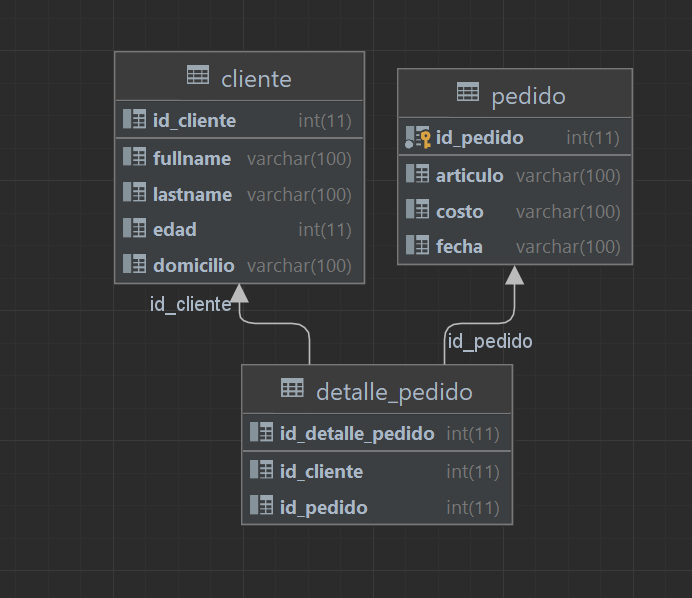 cliente
id_cliente int(11)
fullname varchar(100)
lastname varchar(100)
edad int(11)
domicilio varchar(100)
pedido
id_pedido int(11)
articulo varchar(100)
costo varchar(100)
fecha varchar(100)
id_cliente
id_pedido
detalle_pedido
id_detalle_pedido int(11)
id_cliente int(11)
id_pedido int(11)